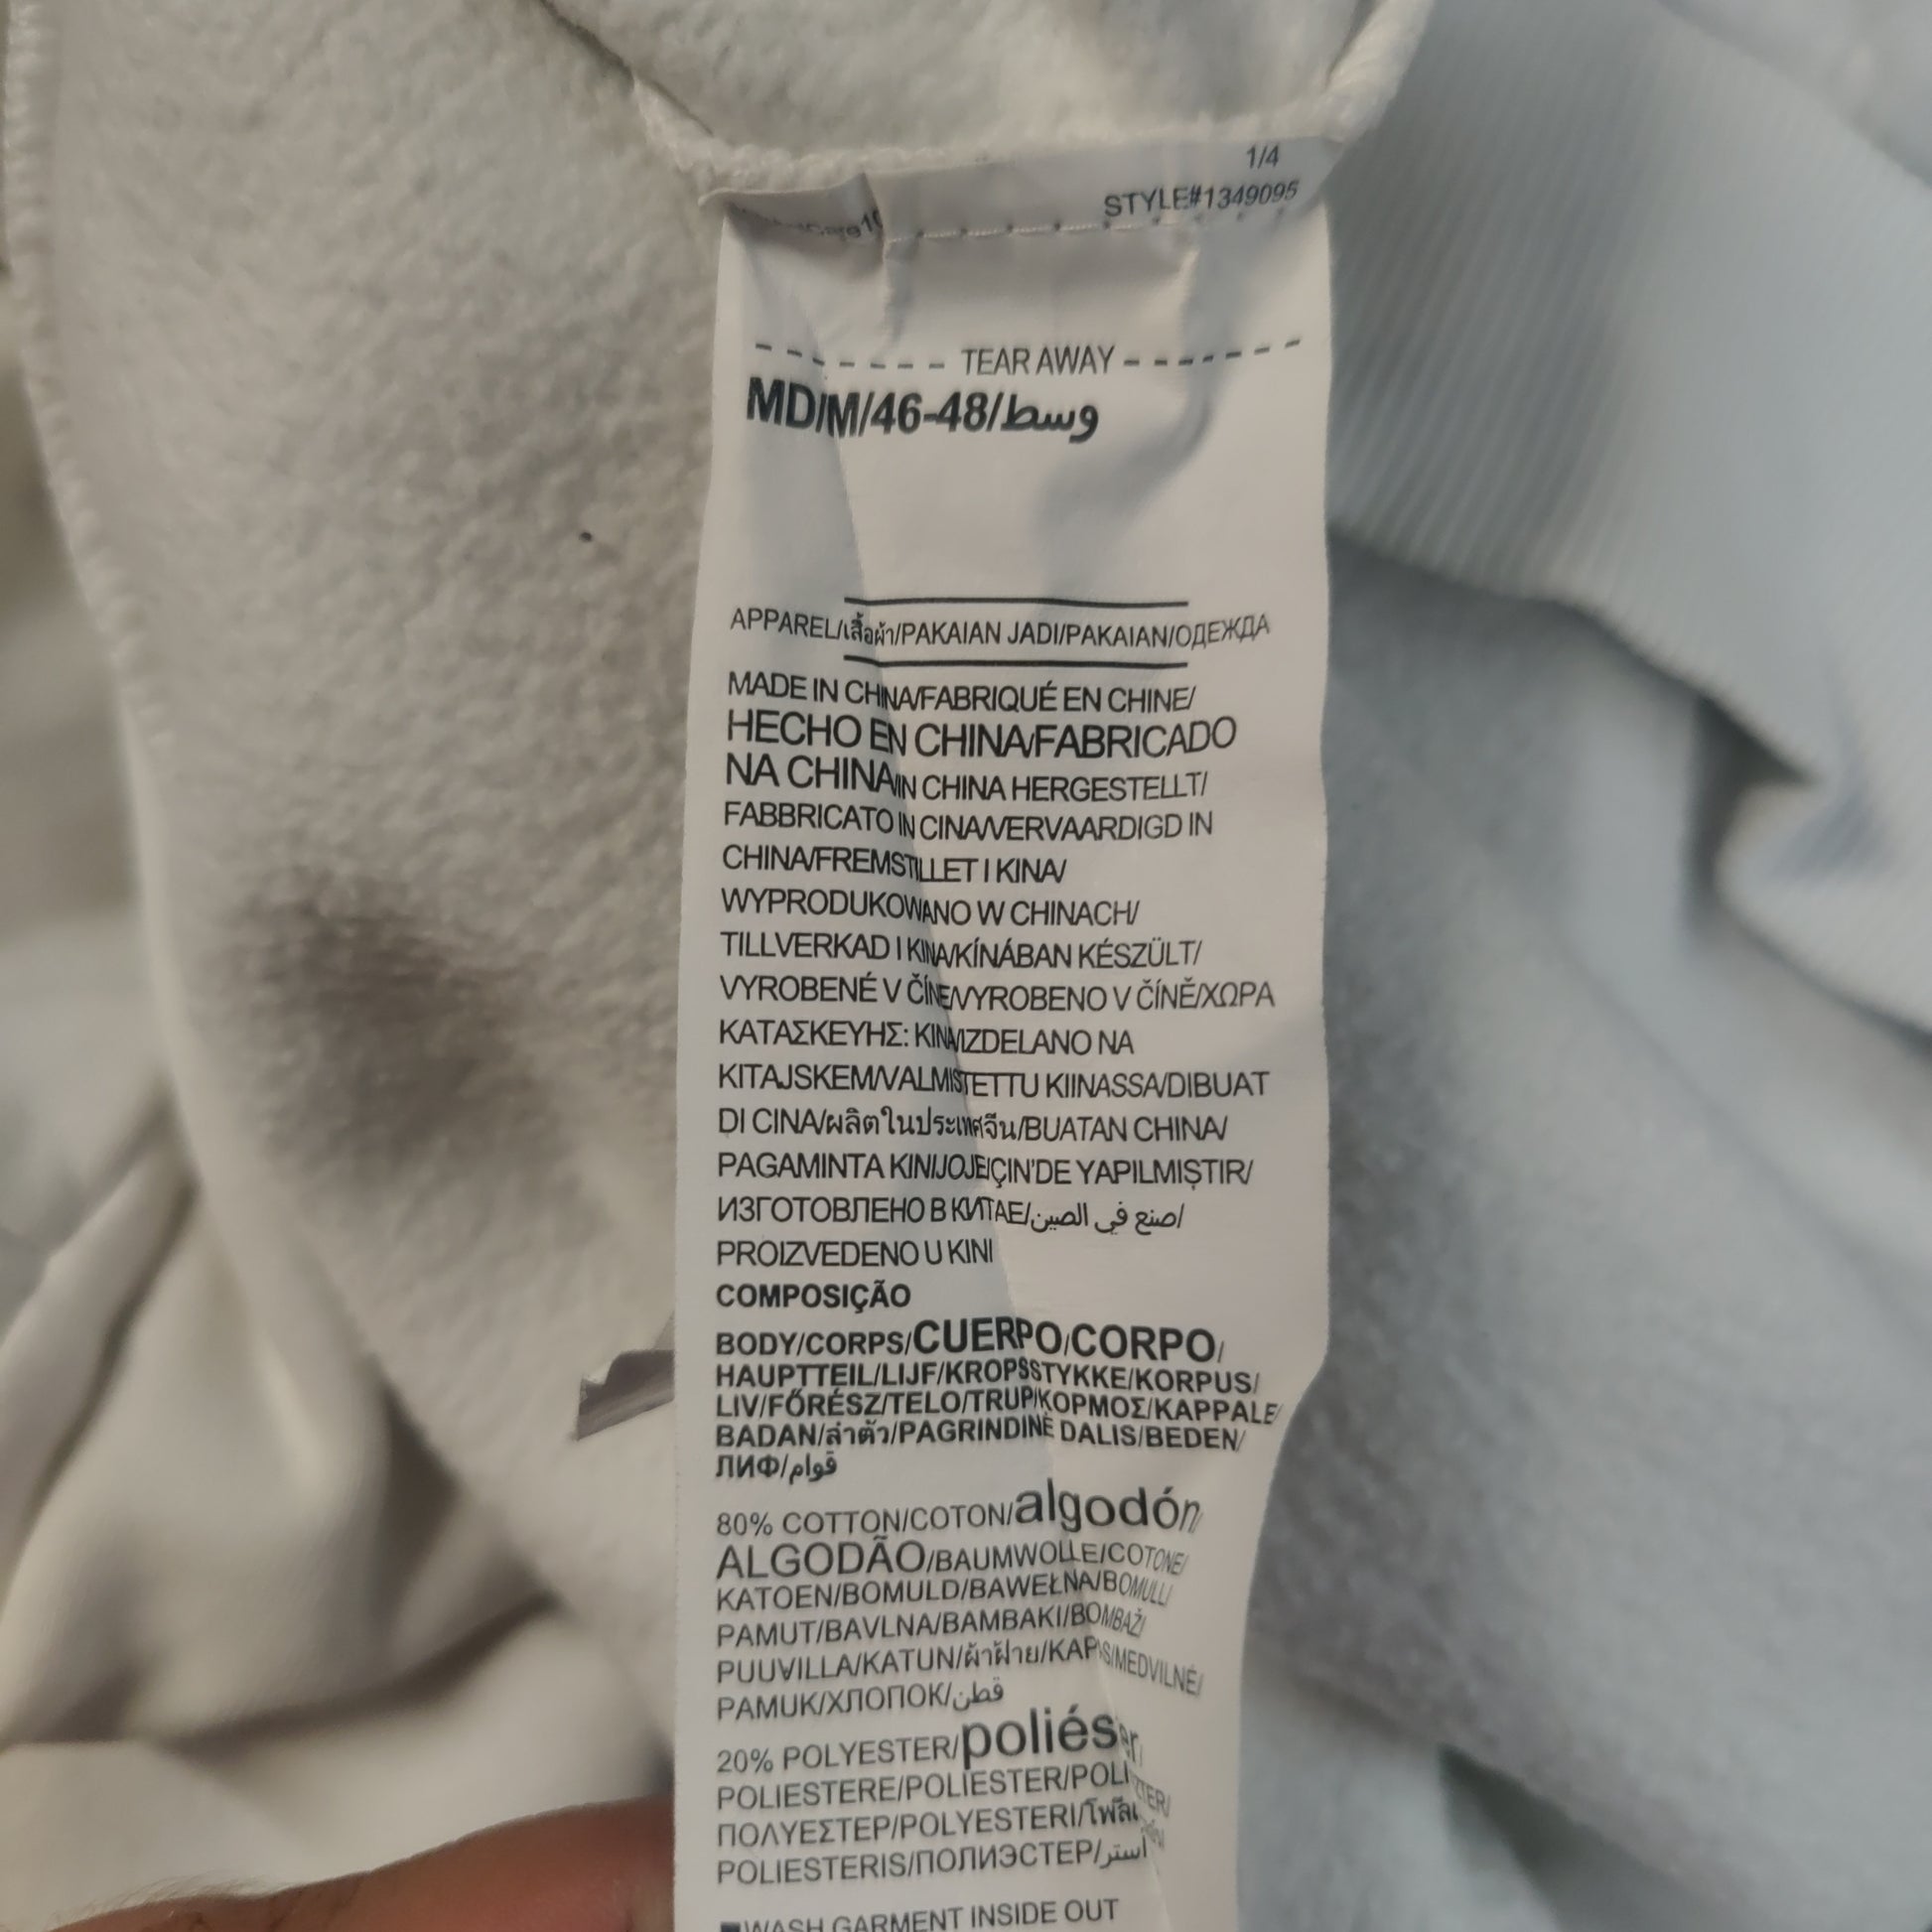 1/4
STYLE#1349095
TEAR AWAY
MD/M/46-48/وسط
APPAREL/เสื้อผ้า/PAKAIAN JADI/PAKAIAN/ОДЕЖДА
MADE IN CHINA/FABRIQUÉ EN CHINE/
HECHO EN CHINA/FABRICADO
NA CHINA/IN CHINA HERGESTELLT/
FABBRICATO IN CINA/VERVAARDIGD IN
CHINA/FREMSTILLET I KINA/
WYPRODUKOWANO W CHINACH/
TILLVERKAD I KINA/KÍNÁBAN KÉSZÜLT/
VYROBENÉ V ČÍNE/VYROBENO V ČÍNĚ/ΧΩΡΑ
ΚΑΤΑΣΚΕΥΗΣ: ΚΙΝΑ/IZDELANO NA
KITAJSKEM/VALMISTETTU KIINASSA/DIBUAT
DI CINA/ผลิตในประเทศจีน/BUATAN CHINA/
PAGAMINTA KINIJOJE/ÇIN'DE YAPILMIŞTIR/
ИЗГОТОВЛЕНО В КИТАЕ/صنع في الصين/
PROIZVEDENO U KINI
COMPOSIÇÃO
BODY/CORPS/CUERPO/CORPO/
HAUPTTEIL/LIJF/KROPSSTYKKE/KORPUS/
LIV/FŐRÉSZ/TELO/TRUP/ΚΟΡΜΟΣ/KAPPALE/
BADAN/ลำตัว/PAGRINDINĖ DALIS/BEDEN/
ЛИФ/قوام
80% COTTON/COTON/algodón/
ALGODÃO/BAUMWOLLE/COTONE/
KATOEN/BOMULD/BAWEŁNA/BOMULL/
PAMUT/BAVLNA/BAMBAKI/BOMBAŽ/
PUUVILLA/KATUN/ผ้าฝ้าย/KAPAS/MEDVILNĖ/
PAMUK/ХЛОПОК/قطن
20% POLYESTER/poliéster/
POLIESTERE/POLIESTER/POLI
ΠΟΛΥΕΣΤΕΡ/POLYESTERI/
POLIESTERIS/ПОЛИЭСТЕР/استر
WASH GARMENT INSIDE OUT